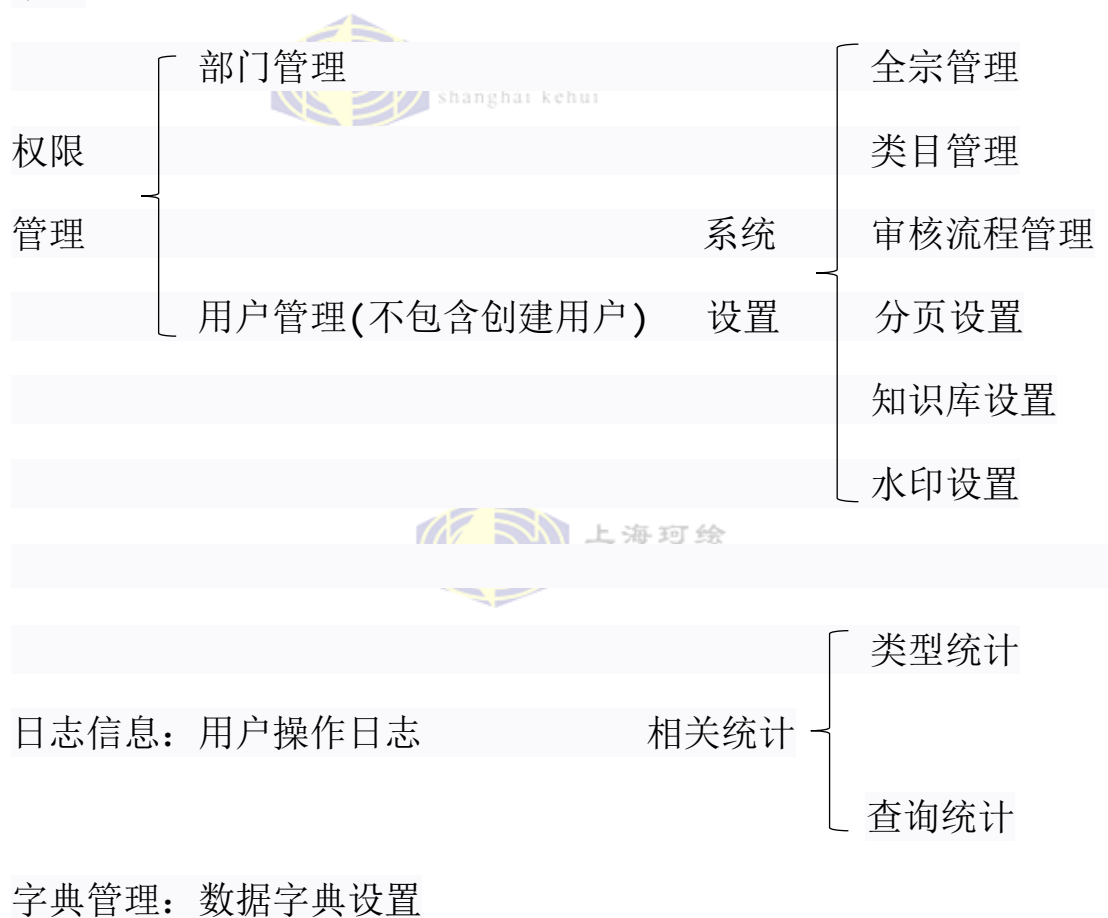 部门管理
全宗管理
shanghai kehui
权限
类目管理
管理
系统
审核流程管理
用户管理(不包含创建用户)
设置
分页设置
知识库设置
水印设置
上海珂绘
类型统计
日志信息：用户操作日志
相关统计
查询统计
字典管理：数据字典设置